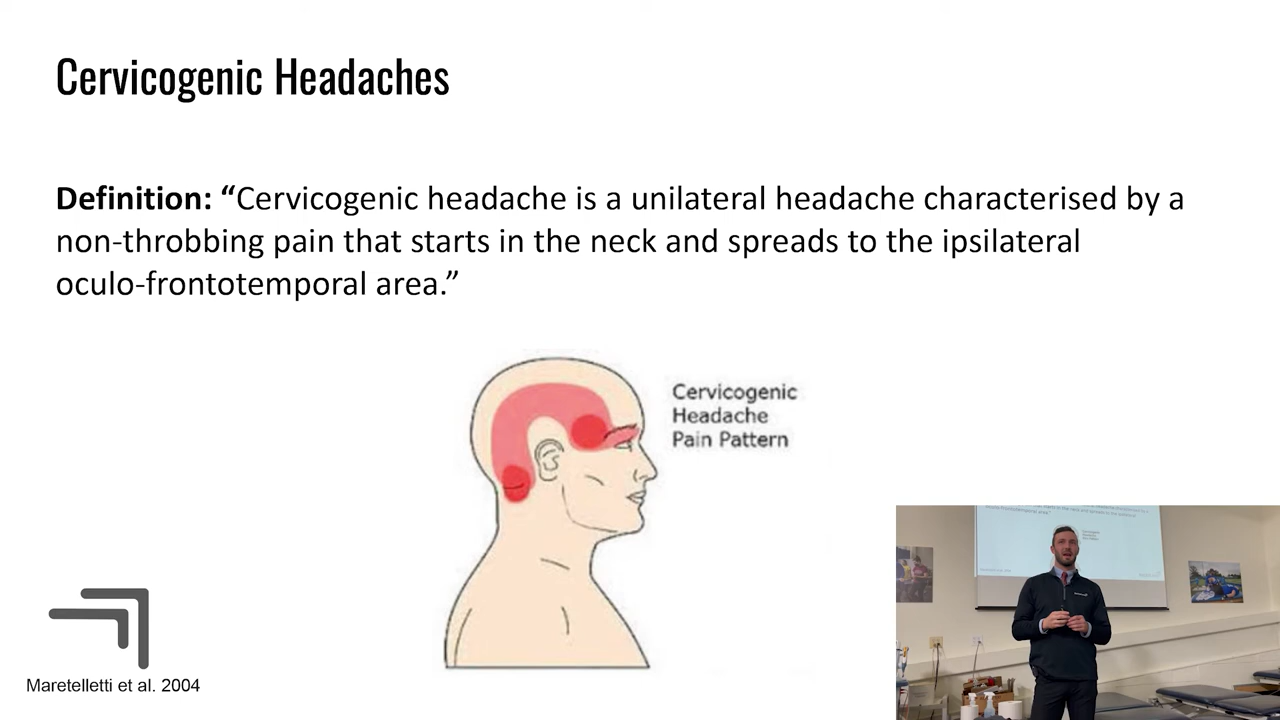 Cervicogenic Headaches
Definition: “Cervicogenic headache is a unilateral headache characterised by a
non-throbbing pain that starts in the neck and spreads to the ipsilateral
oculo-frontotemporal area.”
Cervicogenic
Headache
Pain Pattern
Maretelletti et al. 2004